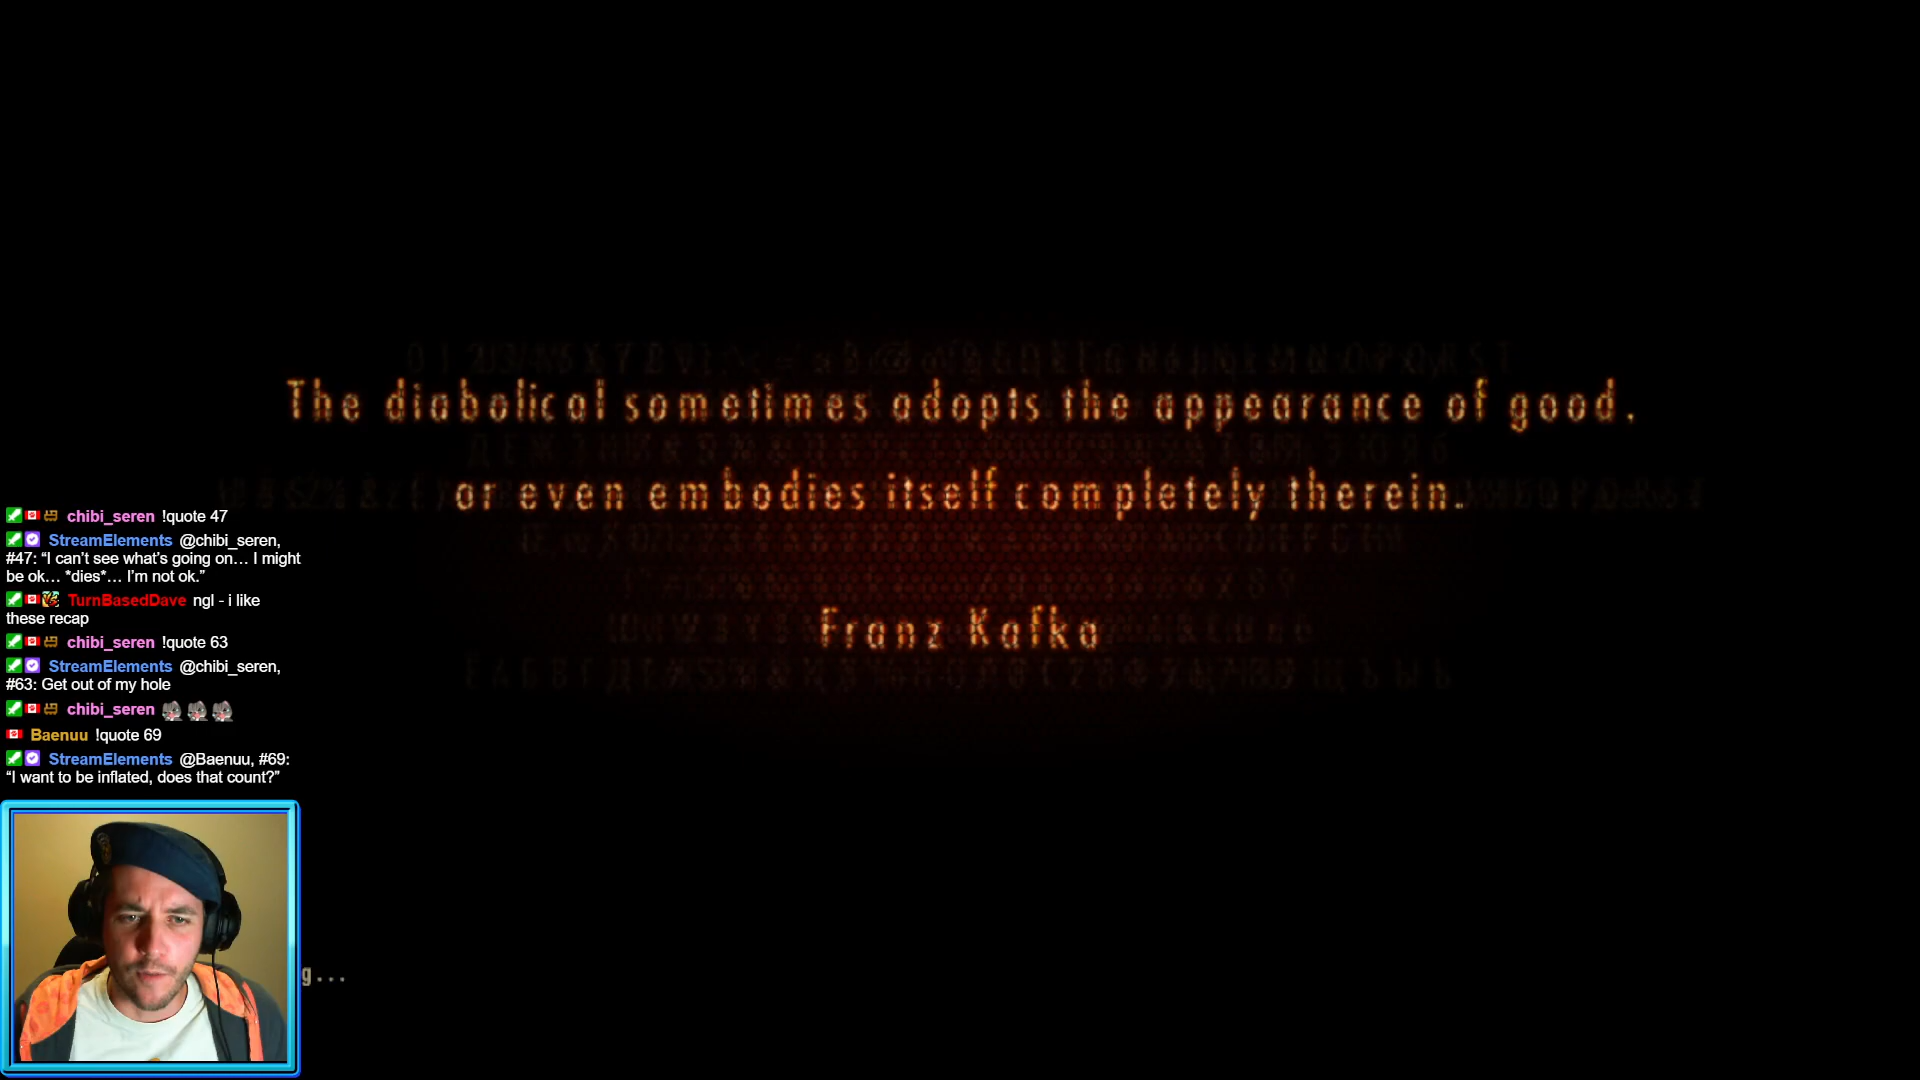 The diabolical sometimes adopts the appearance of good.
or even embodies itself completely therein.
Franz Kafka
chibi_seren !quote 47
StreamElements @chibi_seren,
#47: “I can’t see what’s going on… I might
be ok… *dies*… I’m not ok.”
TurnBasedDave ngl - i like
these recap
chibi_seren !quote 63
StreamElements @chibi_seren,
#63: Get out of my hole
chibi_seren
Baenuu !quote 69
StreamElements @Baenuu, #69:
“I want to be inflated, does that count?”
g...